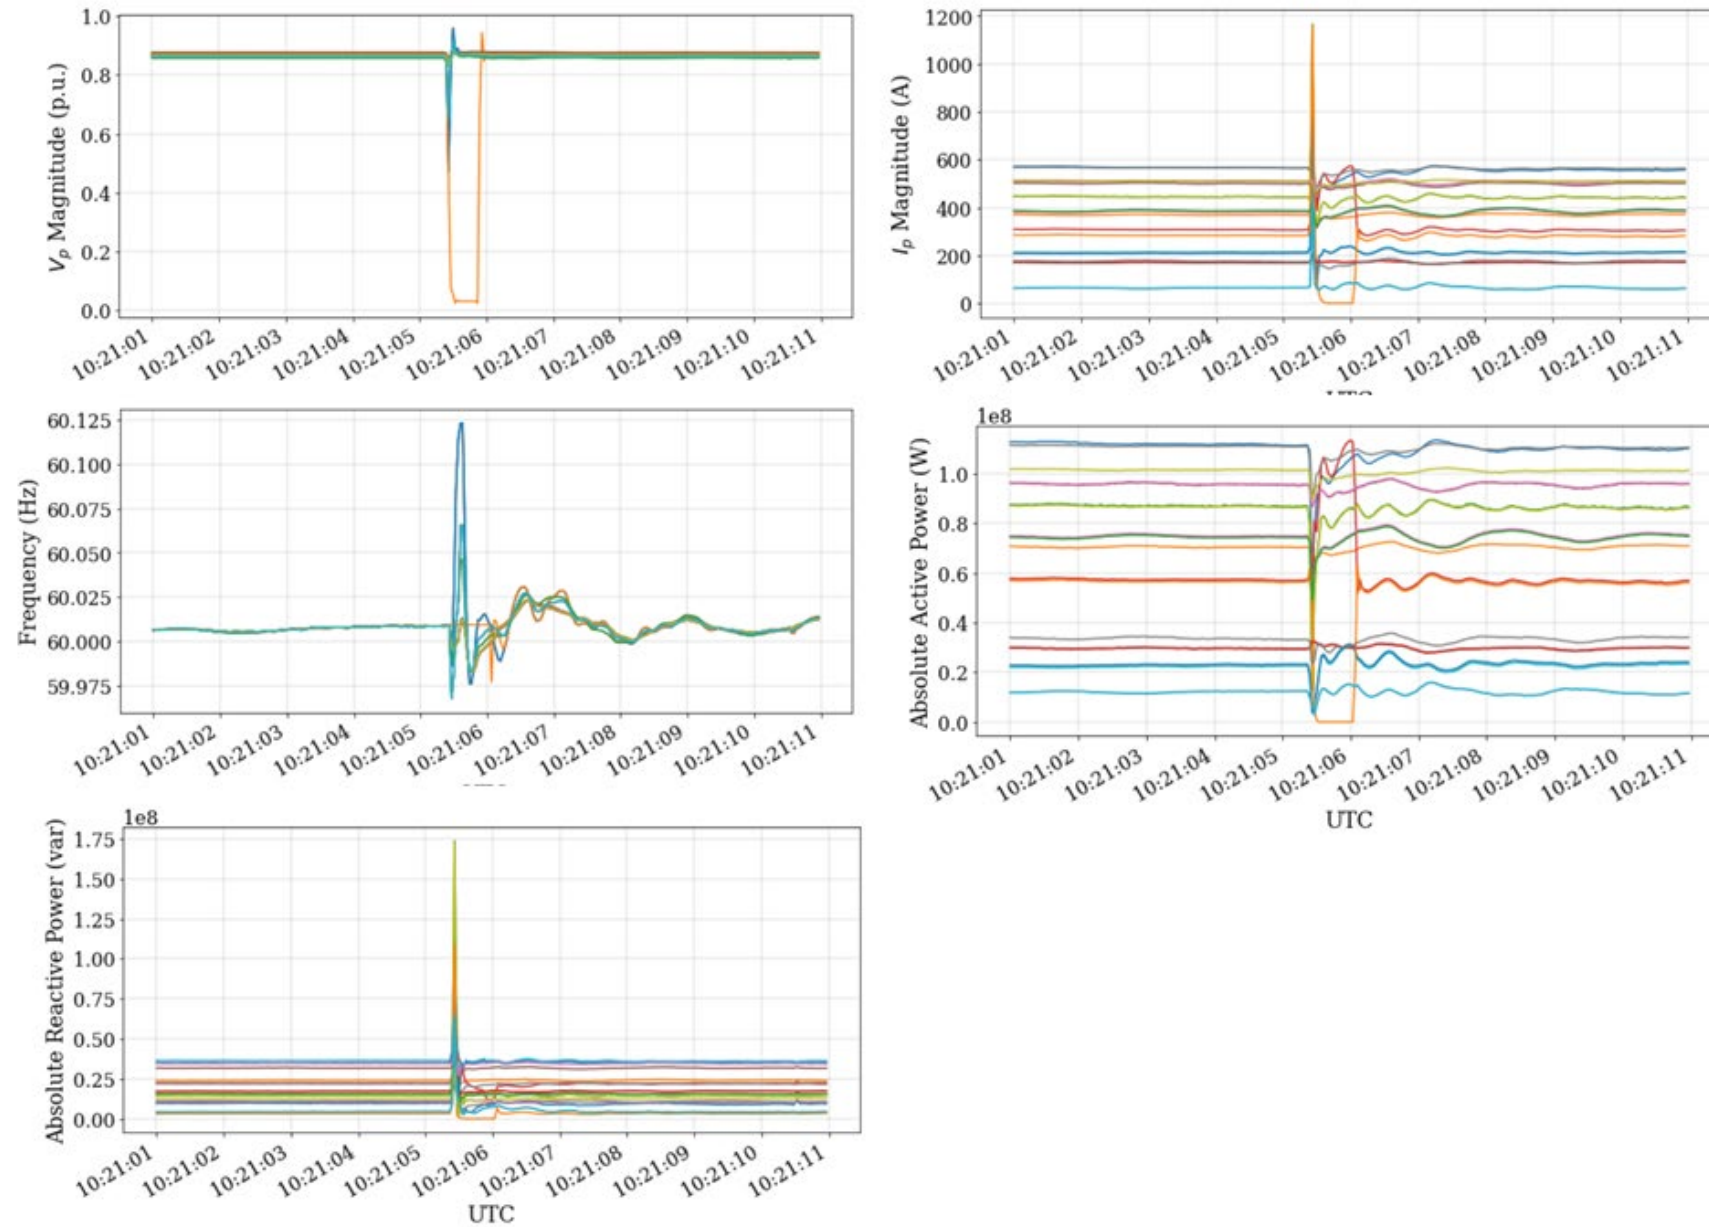 V_p Magnitude (p.u.)
1.0
0.8
0.6
0.4
0.2
0.0
10:21:01 10:21:02 10:21:03 10:21:04 10:21:05 10:21:06 10:21:07 10:21:08 10:21:09 10:21:10 10:21:11
I_p Magnitude (A)
1200
1000
800
600
400
200
0
10:21:01 10:21:02 10:21:03 10:21:04 10:21:05 10:21:06 10:21:07 10:21:08 10:21:09 10:21:10 10:21:11
Frequency (Hz)
60.125
60.100
60.075
60.050
60.025
60.000
59.975
10:21:01 10:21:02 10:21:03 10:21:04 10:21:05 10:21:06 10:21:07 10:21:08 10:21:09 10:21:10 10:21:11
1e8
Absolute Active Power (W)
1.0
0.8
0.6
0.4
0.2
0.0
10:21:01 10:21:02 10:21:03 10:21:04 10:21:05 10:21:06 10:21:07 10:21:08 10:21:09 10:21:10 10:21:11
UTC
1e8
Absolute Reactive Power (var)
1.75
1.50
1.25
1.00
0.75
0.50
0.25
0.00
10:21:01 10:21:02 10:21:03 10:21:04 10:21:05 10:21:06 10:21:07 10:21:08 10:21:09 10:21:10 10:21:11
UTC